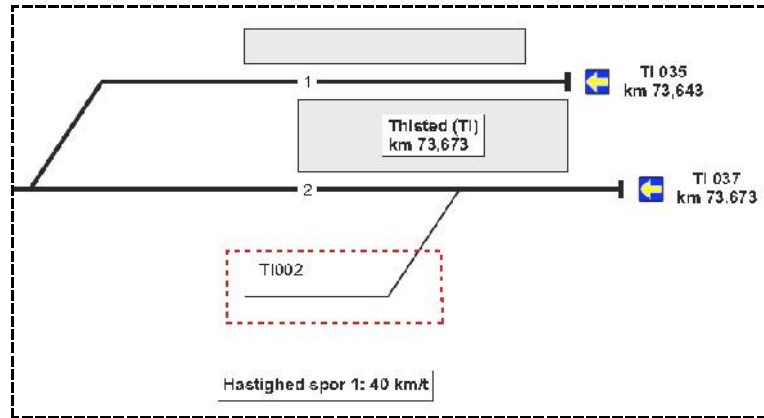 TI 035
km 73,643
1
Thisted (TI)
km 73,673
TI 037
km 73.673
2
TI002
Hastighed spor 1: 40 km/t